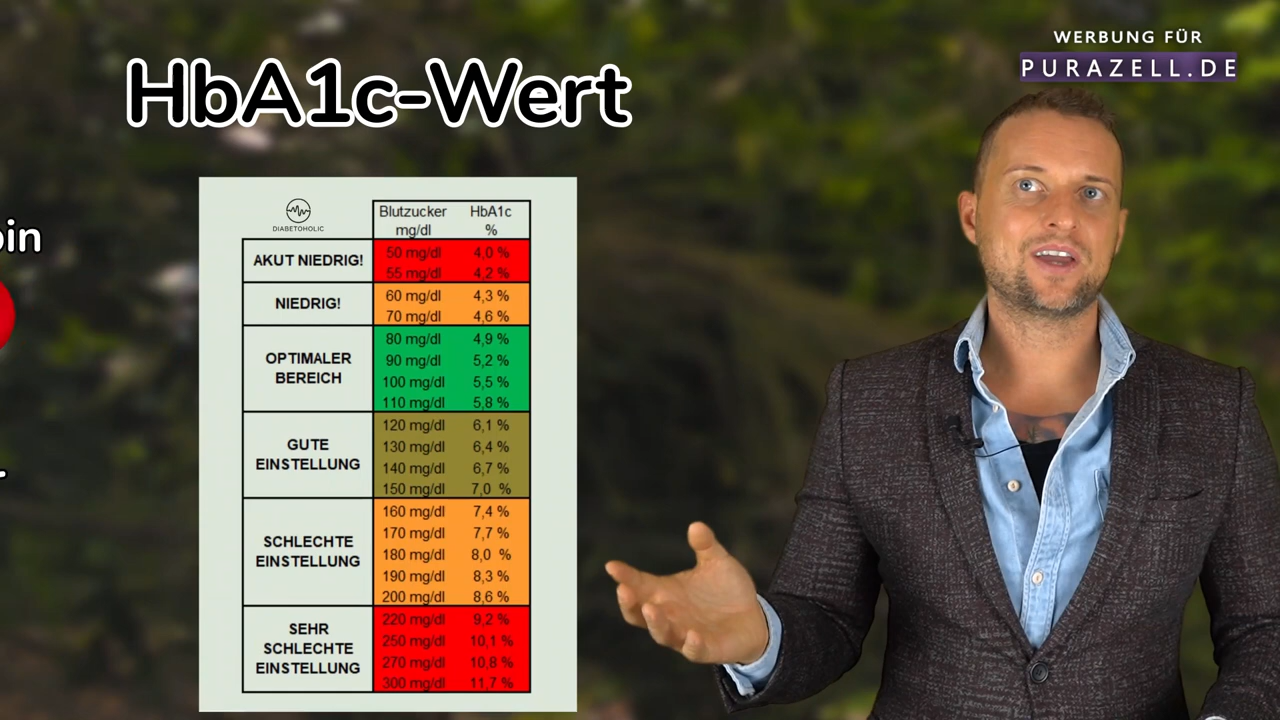 WERBUNG FÜR
PURAZELL.DE
HbA1c-Wert
DIABETOHOLIC
Blutzucker HbA1c
mg/dl %
AKUT NIEDRIG!
50 mg/dl 4,0 %
55 mg/dl 4,2 %
NIEDRIG!
60 mg/dl 4,3 %
70 mg/dl 4,6 %
OPTIMALER
BEREICH
80 mg/dl 4,9 %
90 mg/dl 5,2 %
100 mg/dl 5,5 %
110 mg/dl 5,8 %
GUTE
EINSTELLUNG
120 mg/dl 6,1 %
130 mg/dl 6,4 %
140 mg/dl 6,7 %
150 mg/dl 7,0 %
SCHLECHTE
EINSTELLUNG
160 mg/dl 7,4 %
170 mg/dl 7,7 %
180 mg/dl 8,0 %
190 mg/dl 8,3 %
200 mg/dl 8,6 %
SEHR
SCHLECHTE
EINSTELLUNG
220 mg/dl 9,2 %
250 mg/dl 10,1 %
270 mg/dl 10,8 %
300 mg/dl 11,7 %